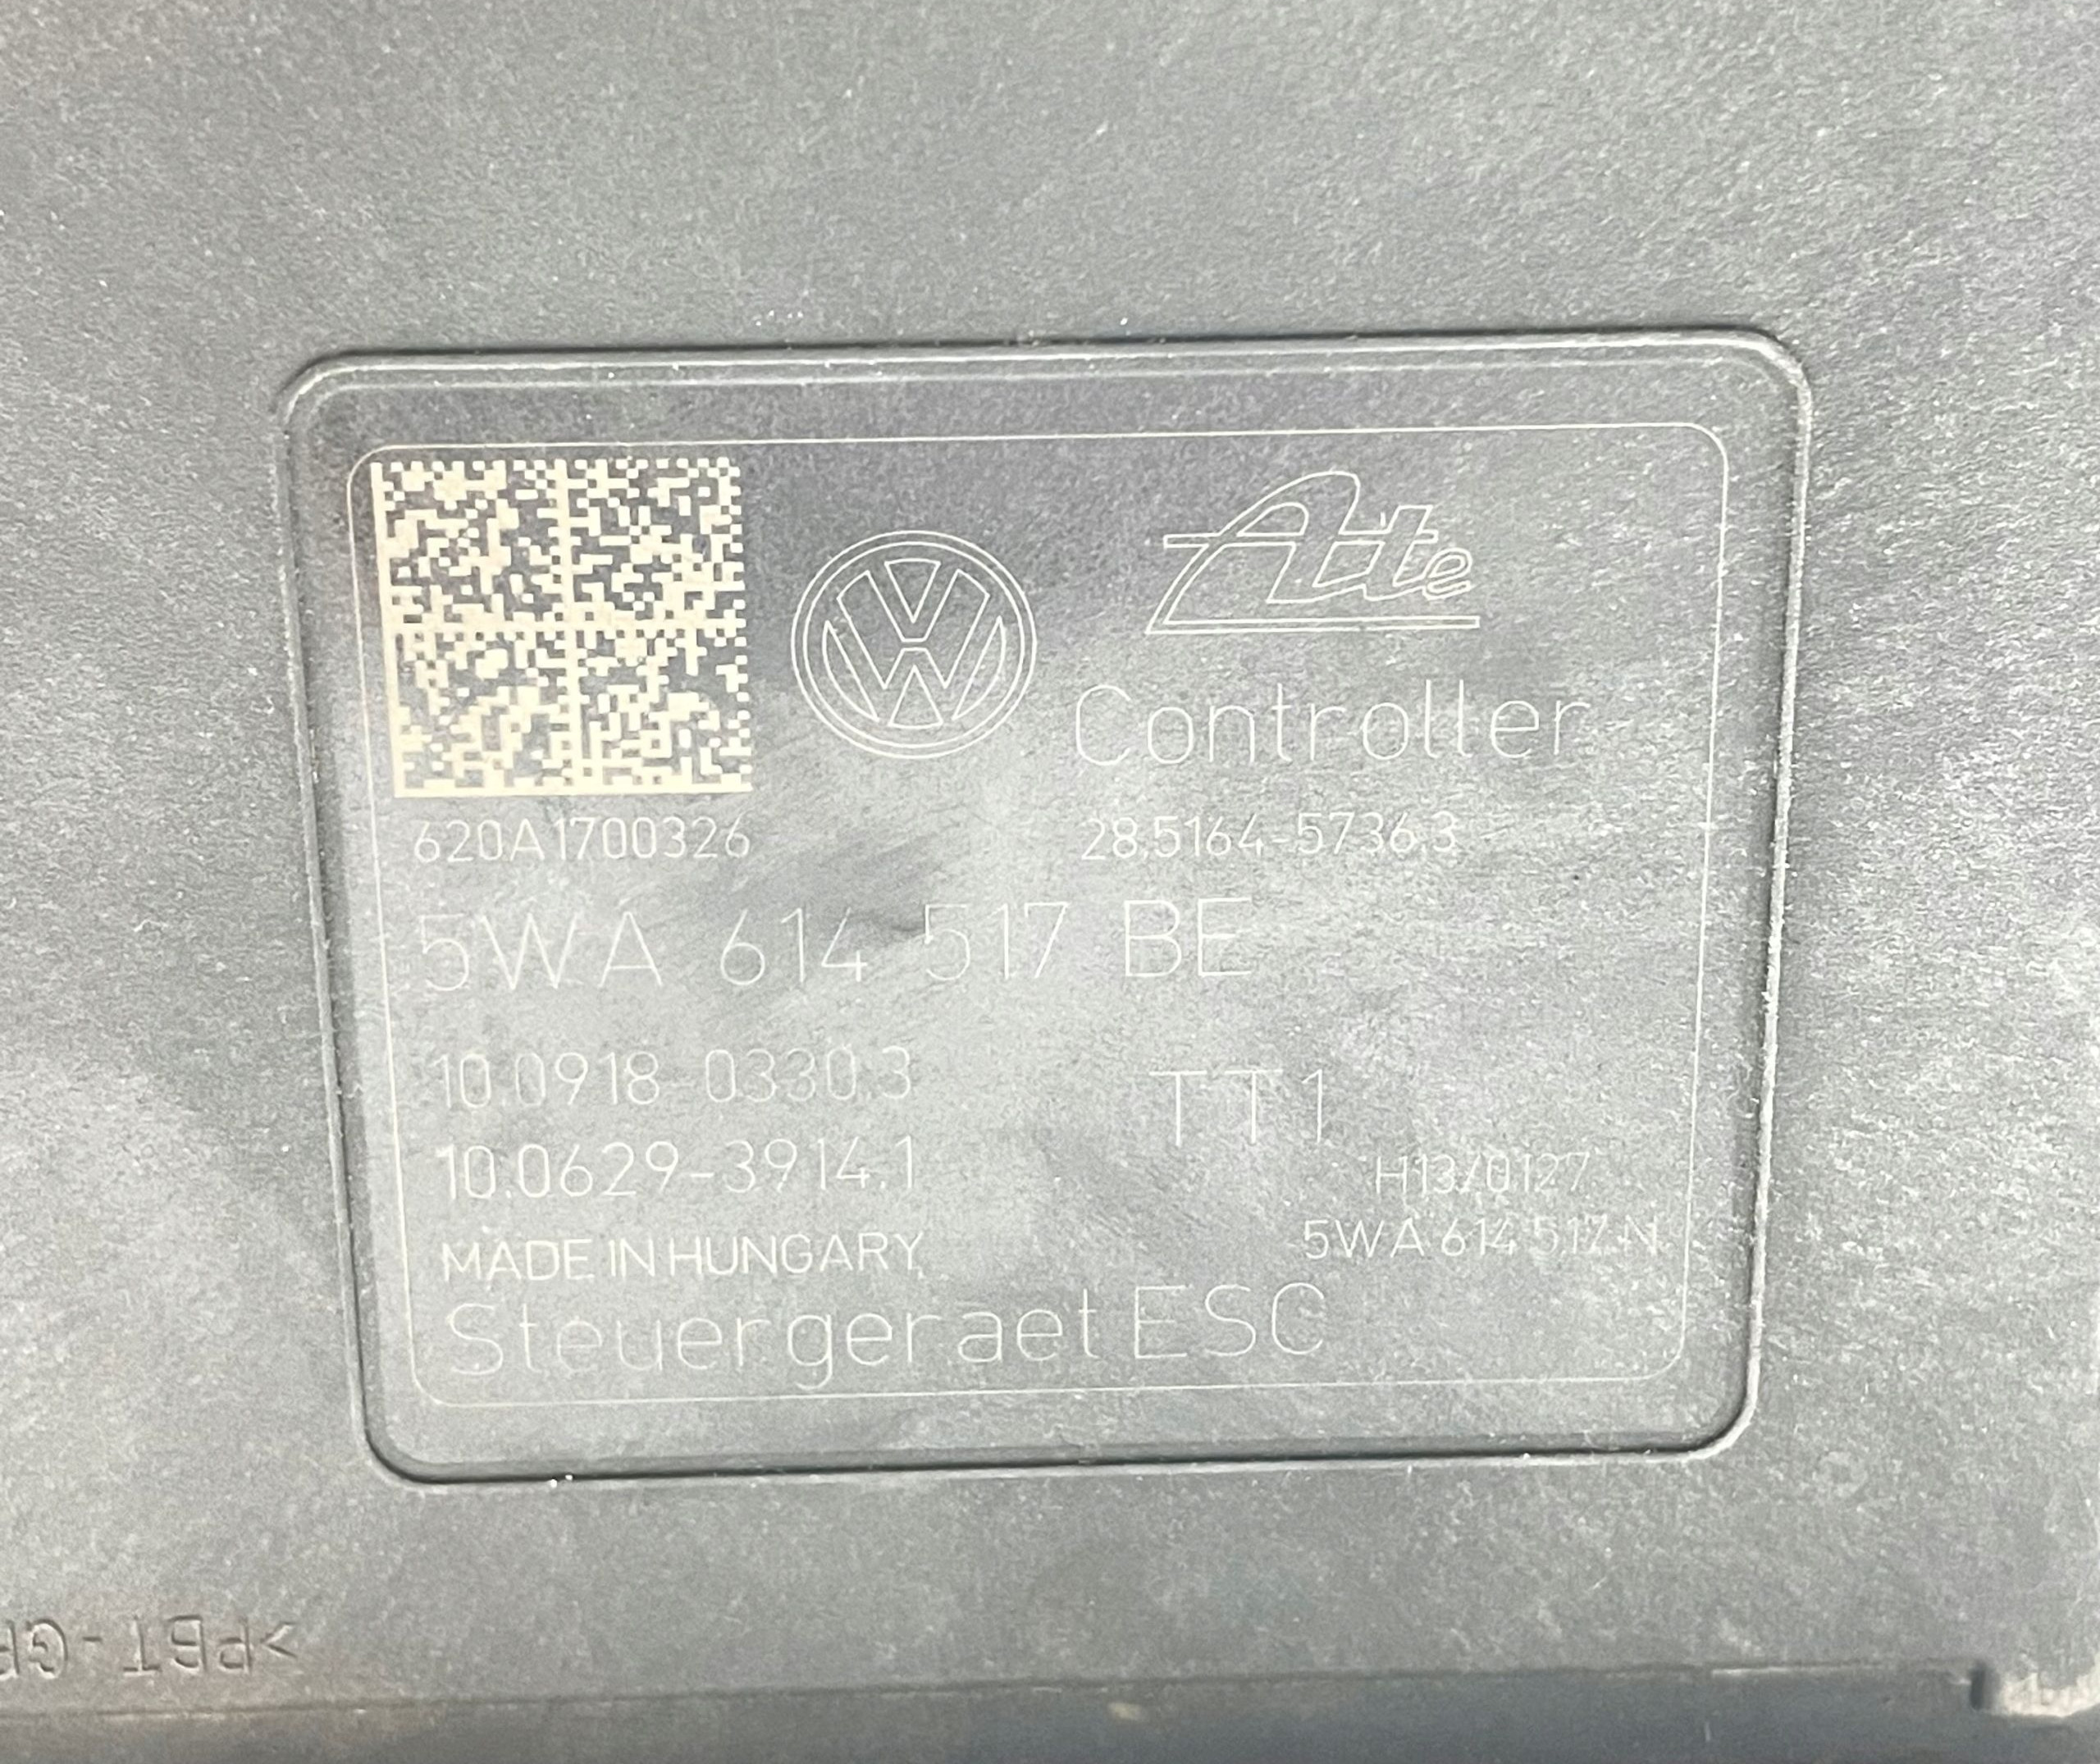 Ate
Controller
620A1700326
28.5164-5736.3
5WA 614 517 BE
10.0918-0330.3
TT1
10.0629-3914.1
H13/0127
MADE IN HUNGARY
5WA 614 517 N
Steuergeraet ESC
>PBT-GF